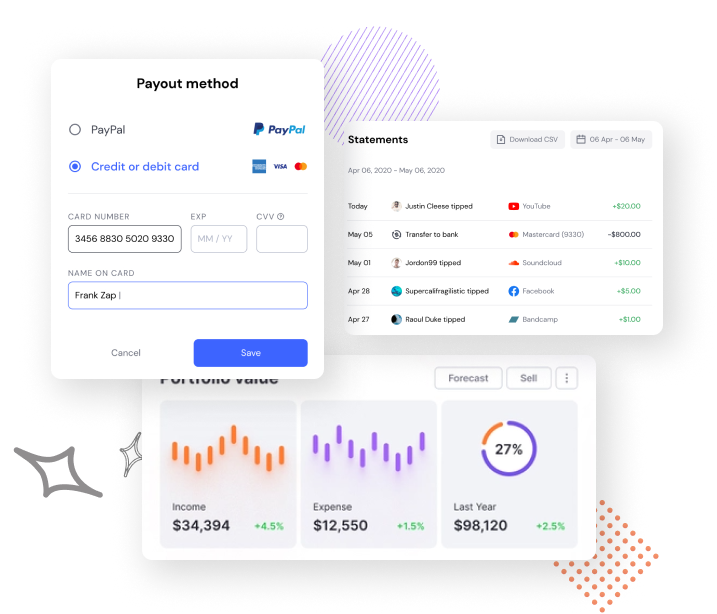 Payout method
PayPal
PayPal
Credit or debit card
VISA
CARD NUMBER
EXP
CVV
3456 8830 5020 9330
MM / YY
NAME ON CARD
Frank Zap
Cancel
Save
Statements
Download CSV
06 Apr - 06 May
Apr 06, 2020 - May 06, 2020
Today Justin Cleese tipped YouTube +$20.00
May 05 Transfer to bank Mastercard (9330) -$800.00
May 01 Jordon99 tipped Soundcloud +$10.00
Apr 28 Supercalifragilistic tipped Facebook +$5.00
Apr 27 Raoul Duke tipped Bandcamp +$1.00
Portfolio value
Forecast
Sell
Income
$34,394 +4.5%
Expense
$12,550 +1.5%
27%
Last Year
$98,120 +2.5%